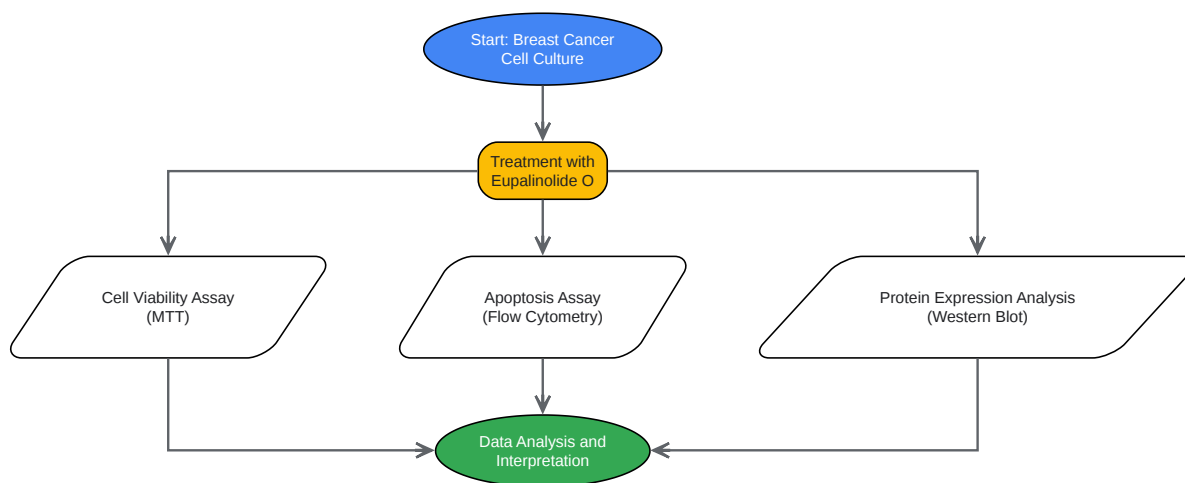 Start: Breast Cancer
Cell Culture
Treatment with
Eupalinolide O
Cell Viability Assay
(MTT)
Apoptosis Assay
(Flow Cytometry)
Protein Expression Analysis
(Western Blot)
Data Analysis and
Interpretation